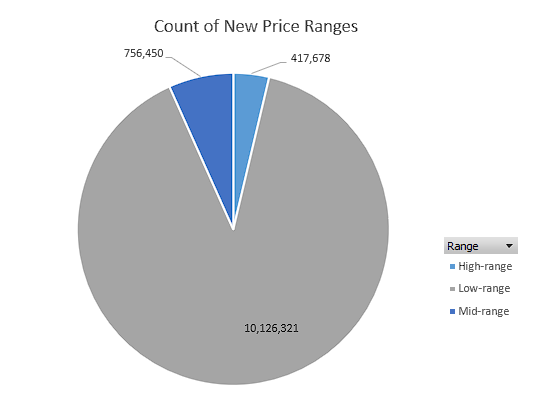 Count of New Price Ranges
756,450
417,678
10,126,321
Range
High-range
Low-range
Mid-range